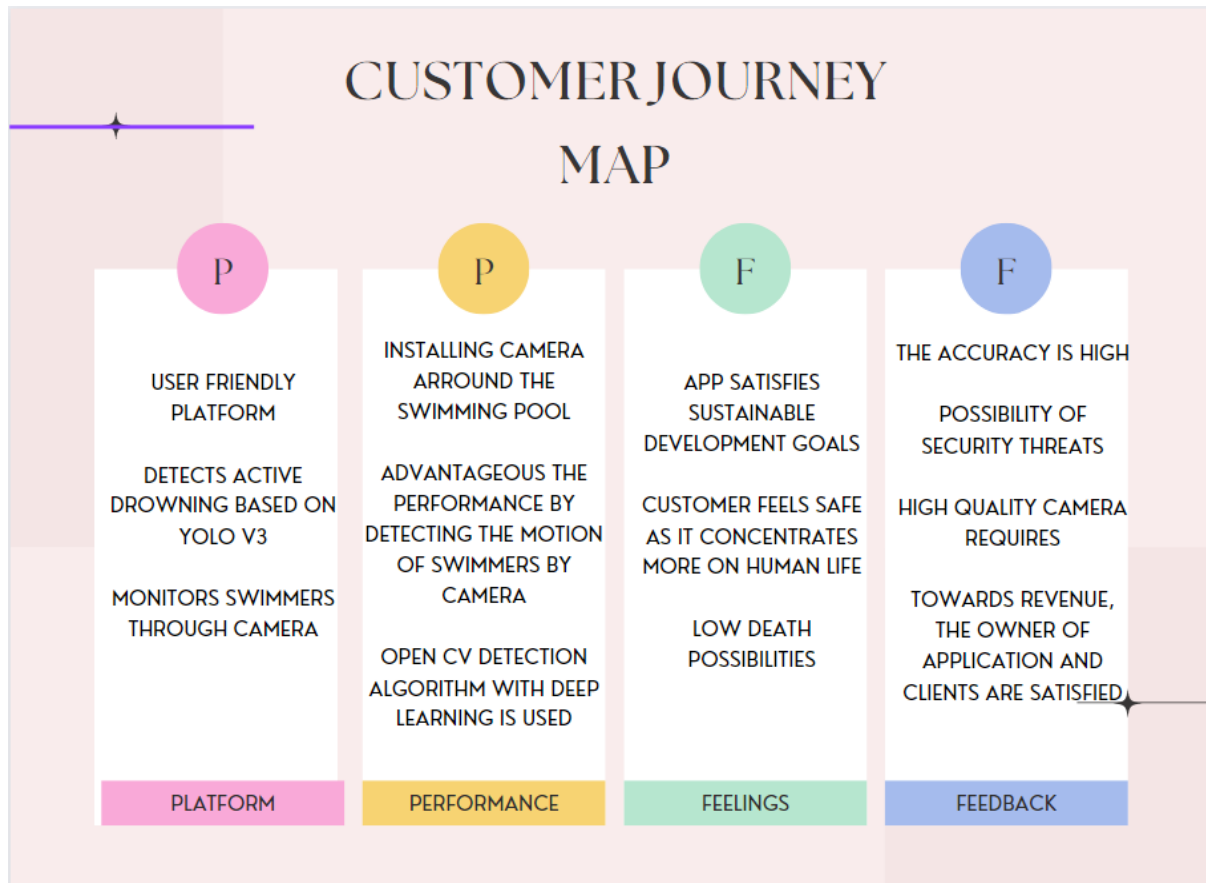 CUSTOMER JOURNEY
MAP
P
USER FRIENDLY
PLATFORM
DETECTS ACTIVE
DROWNING BASED ON
YOLO V3
MONITORS SWIMMERS
THROUGH CAMERA
PLATFORM
P
INSTALLING CAMERA
ARROUND THE
SWIMMING POOL
ADVANTAGEOUS THE
PERFORMANCE BY
DETECTING THE MOTION
OF SWIMMERS BY
CAMERA
OPEN CV DETECTION
ALGORITHM WITH DEEP
LEARNING IS USED
PERFORMANCE
F
APP SATISFIES
SUSTAINABLE
DEVELOPMENT GOALS
CUSTOMER FEELS SAFE
AS IT CONCENTRATES
MORE ON HUMAN LIFE
LOW DEATH
POSSIBILITIES
FEELINGS
F
THE ACCURACY IS HIGH
POSSIBILITY OF
SECURITY THREATS
HIGH QUALITY CAMERA
REQUIRES
TOWARDS REVENUE,
THE OWNER OF
APPLICATION AND
CLIENTS ARE SATISFIED
FEEDBACK